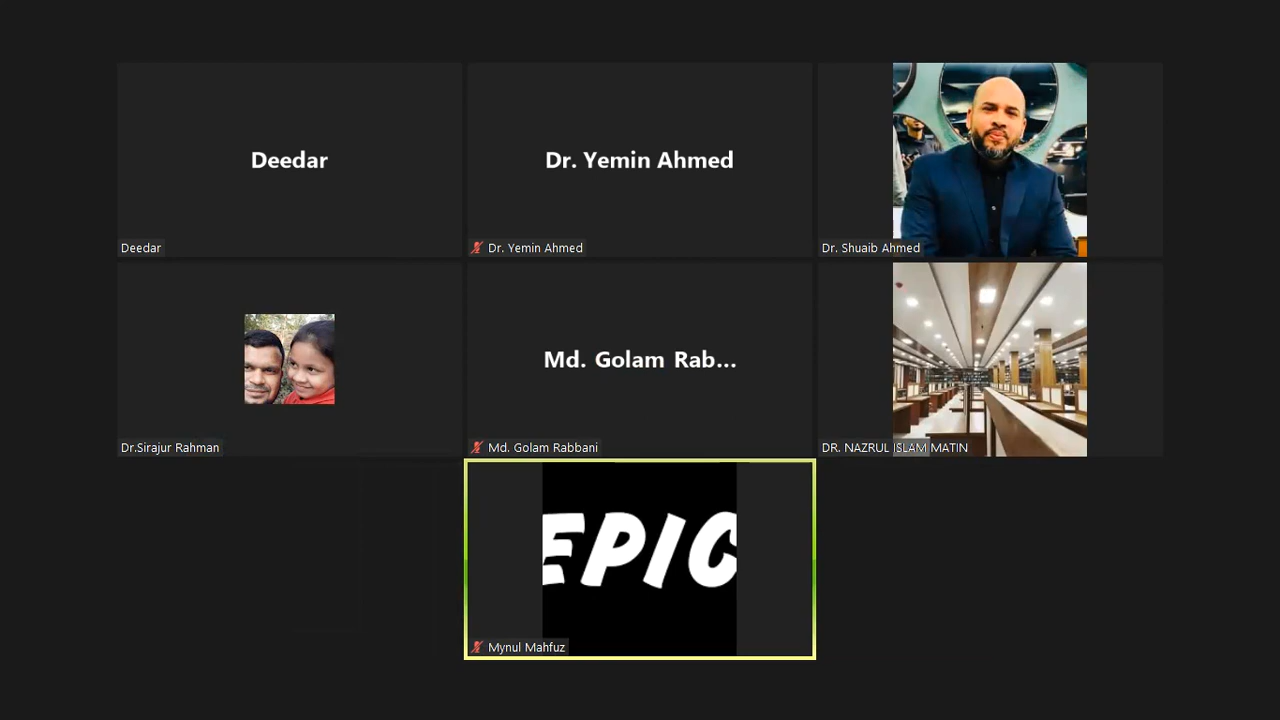 Deedar
Deedar
Dr. Yemin Ahmed
Dr. Yemin Ahmed
Dr. Shuaib Ahmed
Dr.Sirajur Rahman
Md. Golam Rab...
Md. Golam Rabbani
DR. NAZRUL ISLAM MATIN
EPIC
Mynul Mahfuz